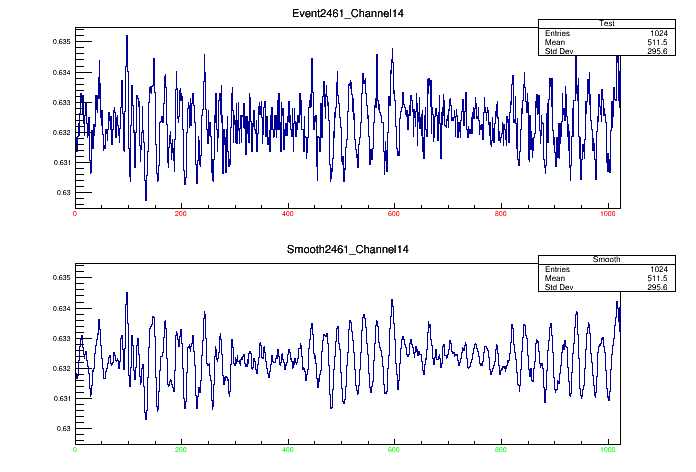 Event2461_Channel14
Test
Entries 1024
Mean 511.5
Std Dev 295.6
0.635
0.634
0.633
0.632
0.631
0.63
0 200 400 600 800 1000
Smooth2461_Channel14
Smooth
Entries 1024
Mean 511.5
Std Dev 295.6
0.635
0.634
0.633
0.632
0.631
0.63
0 200 400 600 800 1000